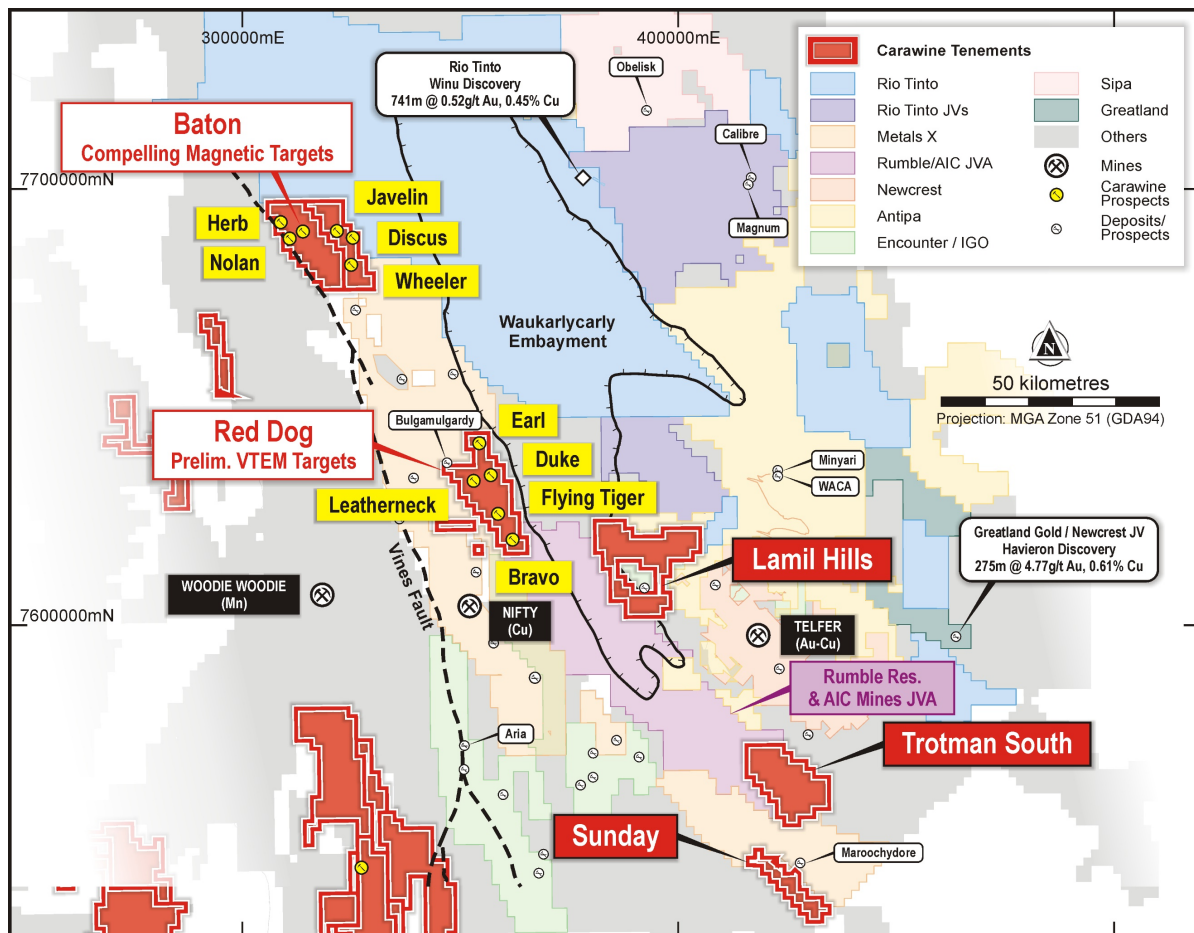 300000mE
400000mE
7700000mN
7600000mN
Rio Tinto
Winu Discovery
741m @ 0.52g/t Au, 0.45% Cu
Obelisk
Calibre
Magnum
Baton
Compelling Magnetic Targets
Javelin
Herb
Discus
Nolan
Wheeler
Waukarlycarly
Embayment
Carawine Tenements
Rio Tinto
Rio Tinto JVs
Metals X
Rumble/AIC JVA
Newcrest
Antipa
Encounter / IGO
Sipa
Greatland
Others
Mines
Carawine
Prospects
Deposits/
Prospects
N
50 kilometres
Projection: MGA Zone 51 (GDA94)
Red Dog
Prelim. VTEM Targets
Bulgamulgardy
Earl
Duke
Leatherneck
Flying Tiger
Bravo
Minyari
WACA
Greatland Gold / Newcrest JV
Havieron Discovery
275m @ 4.77g/t Au, 0.61% Cu
Lamil Hills
WOODIE WOODIE
(Mn)
Vines Fault
NIFTY
(Cu)
TELFER
(Au-Cu)
Rumble Res.
& AIC Mines JVA
Aria
Trotman South
Sunday
Maroochydore